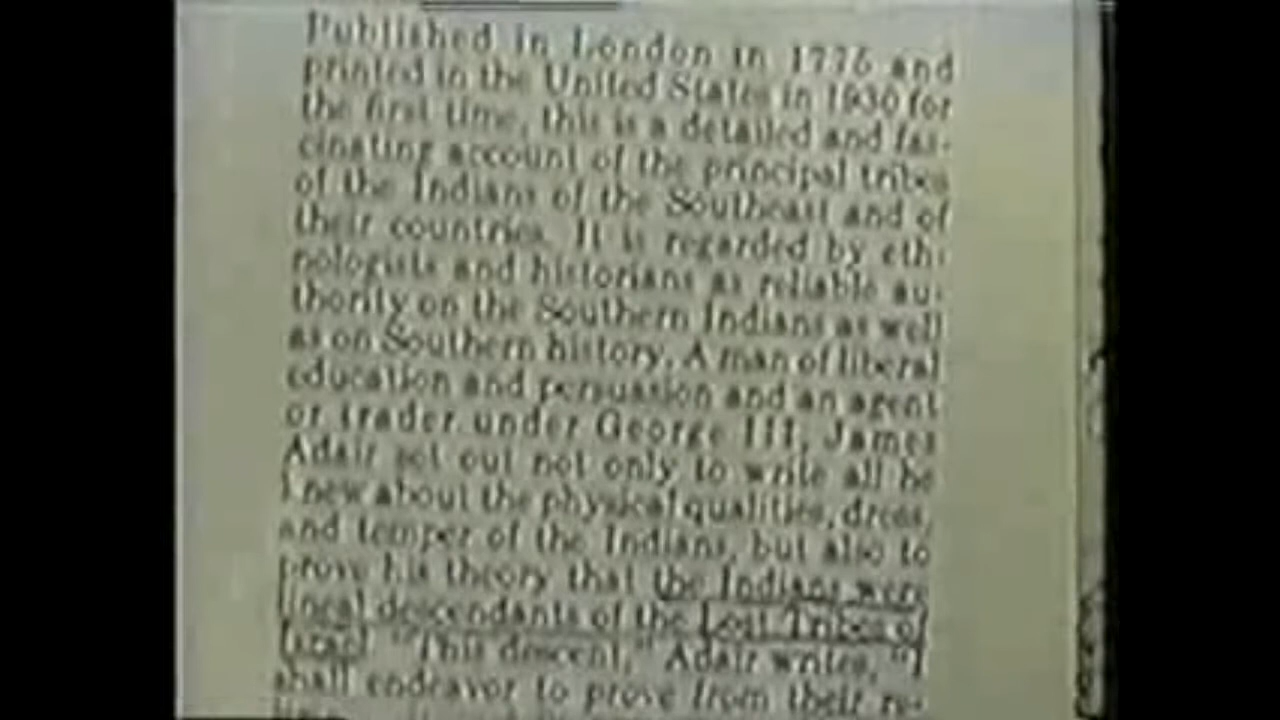 Published in London in 1775 and
printed in the United States in 1930 for
the first time, this is a detailed and fas-
cinating account of the principal tribes
of the Indians of the Southeast and of
their countries. It is regarded by eth-
nologists and historians as reliable au-
thority on the Southern Indians as well
as on Southern history. A man of liberal
education and persuasion and an agent
or trader under George III, James
Adair set out not only to write all he
knew about the physical qualities, dress,
and temper of the Indians, but also to
prove his theory that the Indians were
lineal descendants of the Lost Tribes of
Israel. "This descent," Adair writes, "I
shall endeavor to prove from their re-